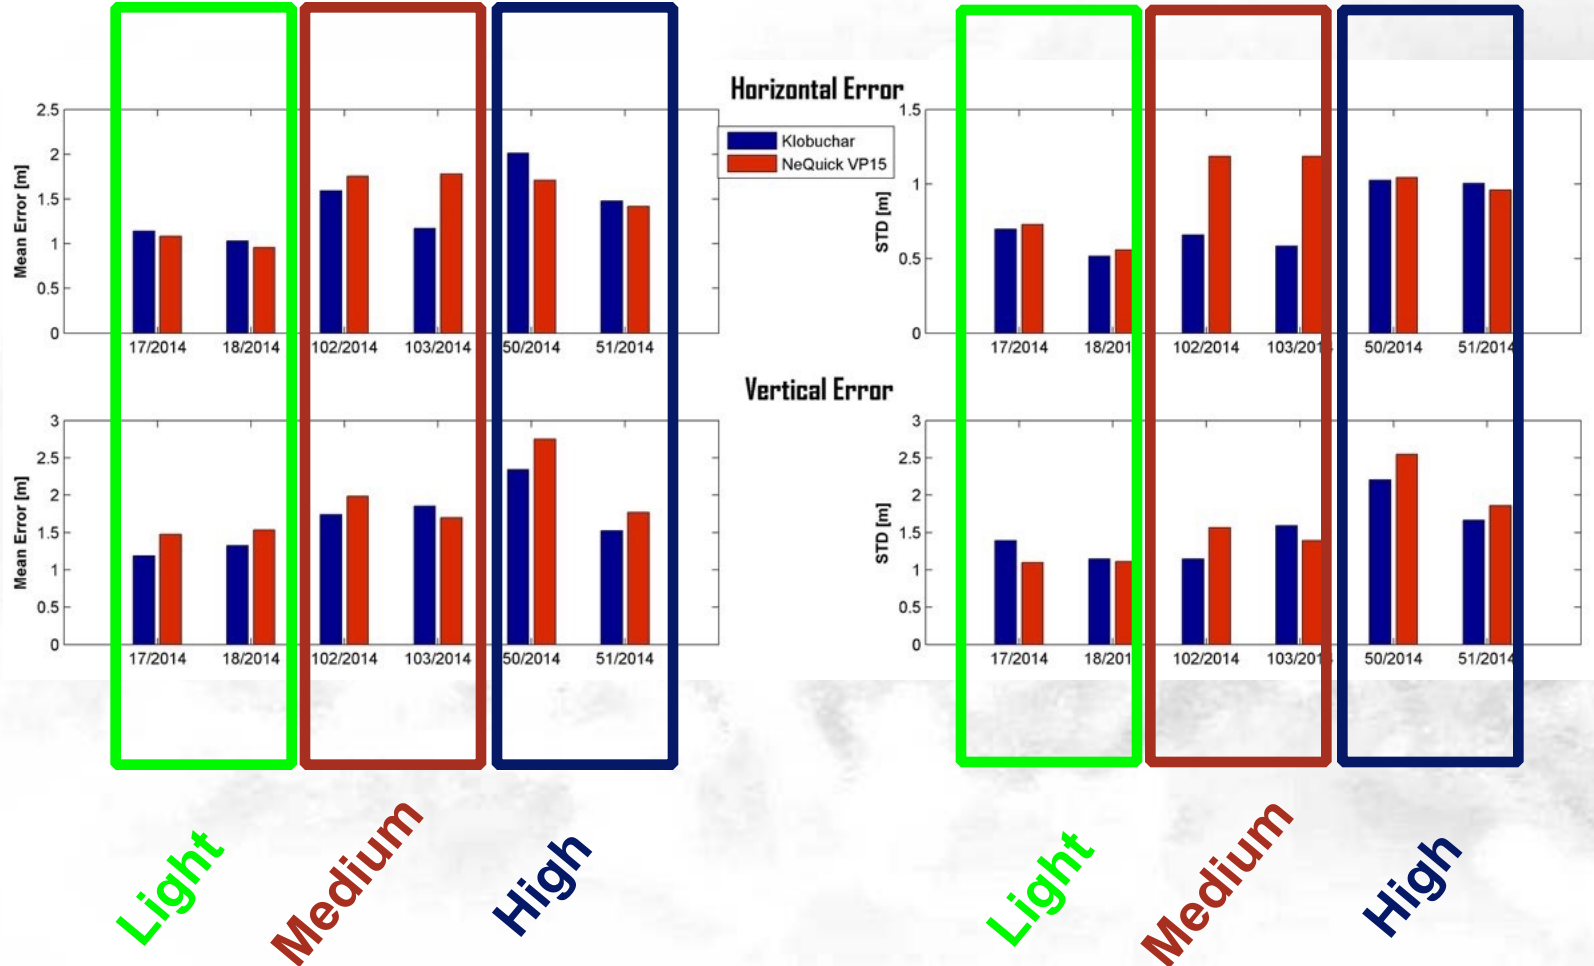 Horizontal Error
Klobuchar
NeQuick VP15
Mean Error [m]
2.5
2
1.5
1
0.5
0
17/2014 18/2014 102/2014 103/2014 50/2014 51/2014
STD [m]
1.5
1
0.5
0
17/2014 18/201 102/2014 103/201 50/2014 51/2014
Vertical Error
Mean Error [m]
3
2.5
2
1.5
1
0.5
0
17/2014 18/2014 102/2014 103/2014 50/2014 51/2014
STD [m]
3
2.5
2
1.5
1
0.5
0
17/2014 18/201 102/2014 103/201 50/2014 51/2014
Light
Medium
High
Light
Medium
High